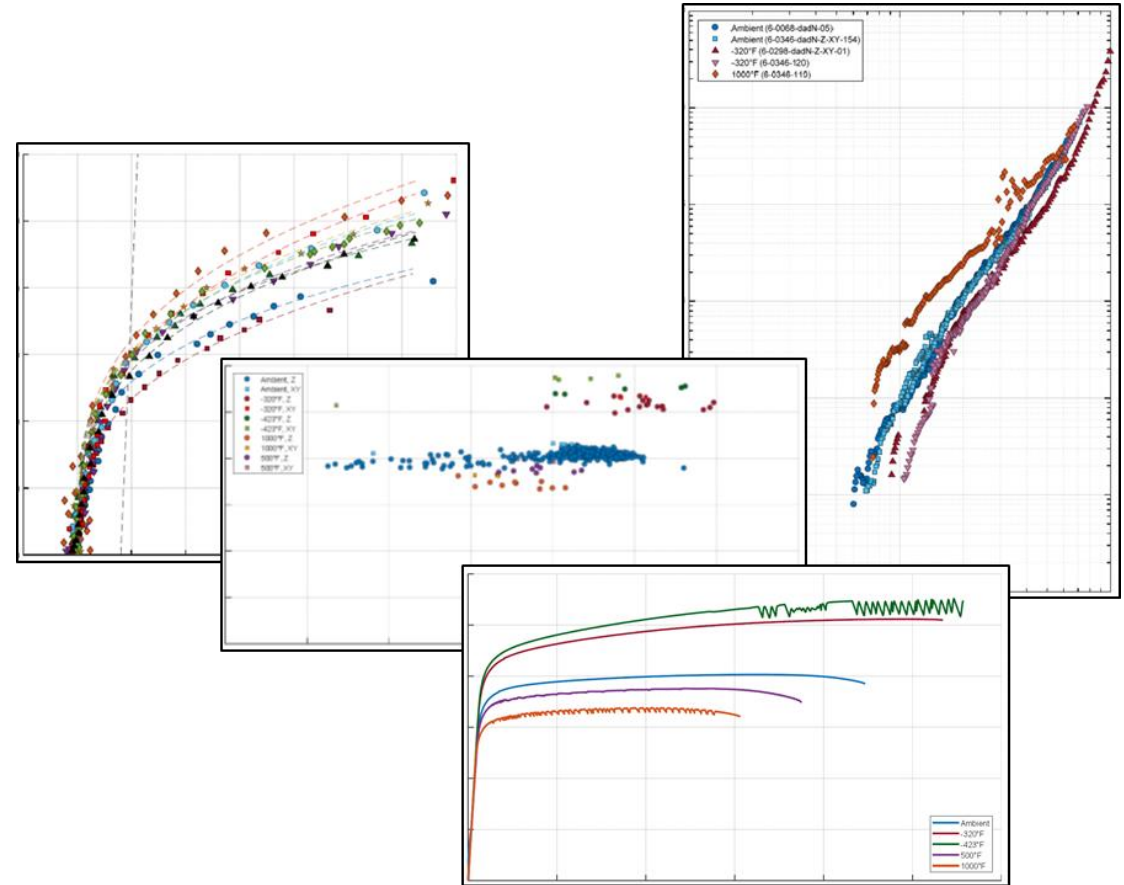 Ambient (6-0068-dadN-05)
Ambient (6-0346-dadN-Z-XY-154)
-320°F (6-0298-dadN-Z-XY-01)
-320°F (6-0346-120)
1000°F (6-0346-110)
Ambient, Z
Ambient, XY
-320°F, Z
-320°F, XY
-423°F, Z
-423°F, XY
1000°F, Z
1000°F, XY
500°F, Z
500°F, XY
Ambient
-320°F
-423°F
500°F
1000°F